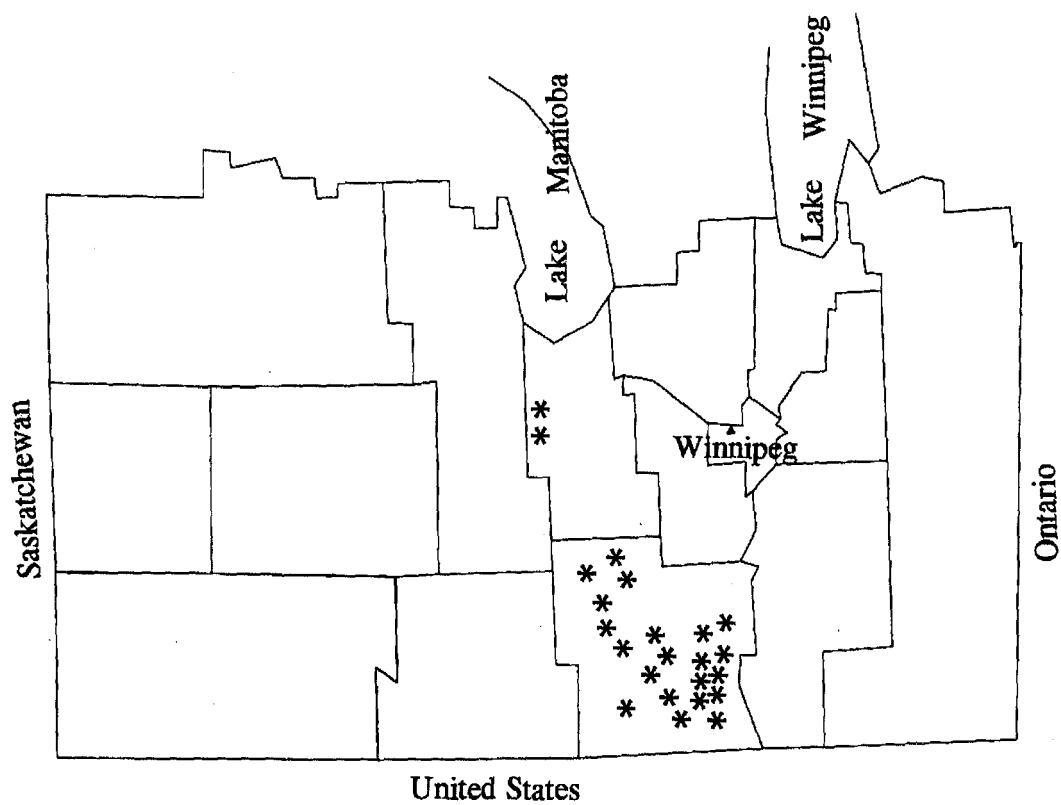 Lake Manitoba
Lake Winnipeg
Saskatchewan
Winnipeg
Ontario
United States